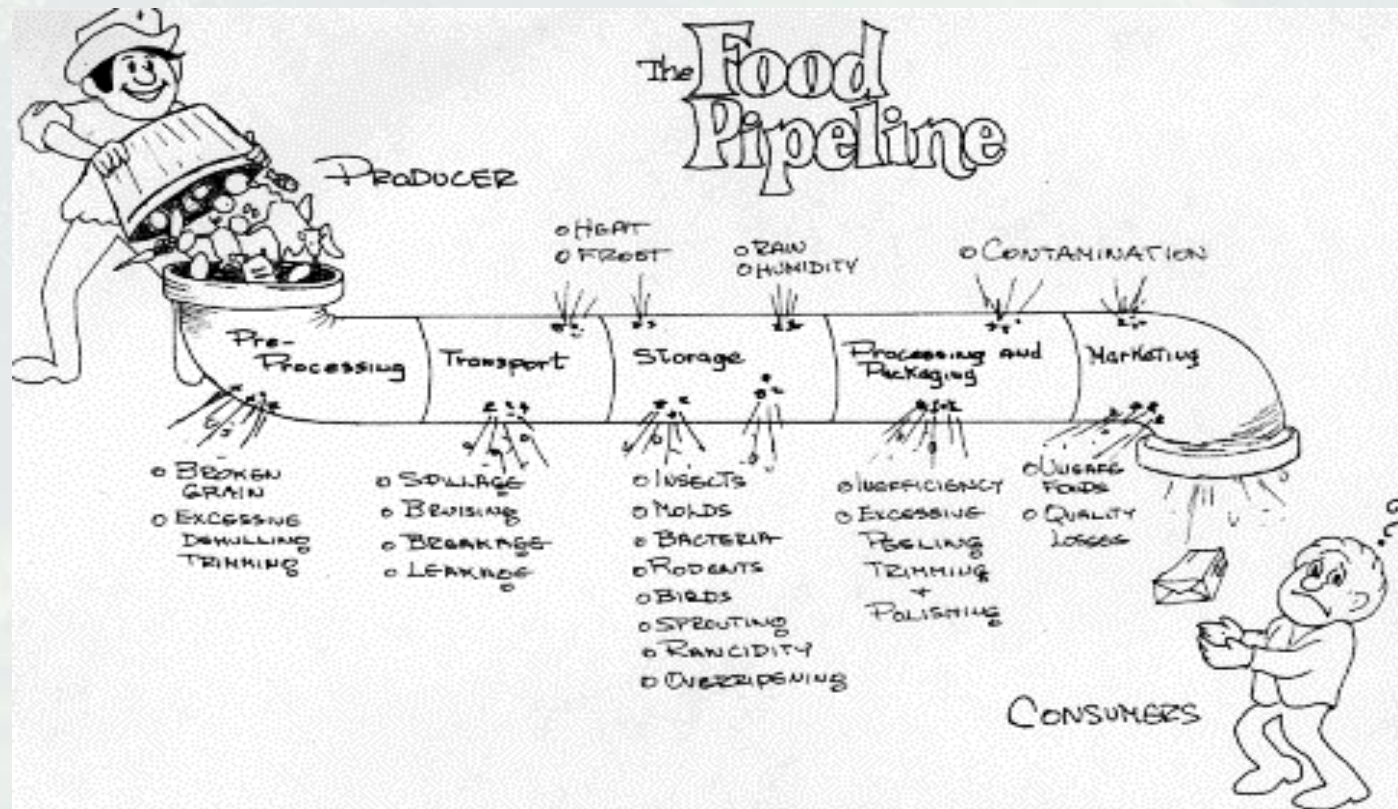 The Food
Pipeline
PRODUCER
o HEAT
o FROST
o RAIN
o HUMIDITY
o CONTAMINATION
Pre-
Processing
Transport
Storage
Processing and
Packaging
Marketing
o BROKEN
GRAIN
o EXCESSIVE
DEHULLING
TRIMMING
o SPILLAGE
o BRUISING
o BREAKAGE
o LEAKAGE
o INSECTS
o MOLDS
o BACTERIA
o RODENTS
o BIRDS
o SPROUTING
o RANCIDITY
o OVERRIPENING
o INEFFICIENCY
o EXCESSIVE
PEELING
TRIMMING
+
POLISHING
o UNSAFE
FOODS
o QUALITY
LOSSES
CONSUMERS